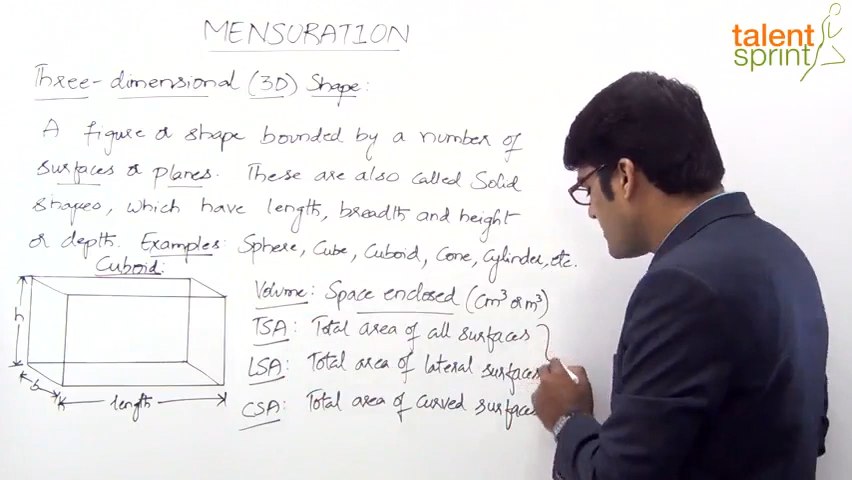 MENSURATION
talent
sprint
Three-dimensional (3D) Shape:
A figure or shape bounded by a number of
surfaces or planes. These are also called Solid
shapes, which have length, breadth and height
or depth. Examples: Sphere, Cube, Cuboid, Cone, Cylinder, etc.
Cuboid:
h
b
length
Volume: Space enclosed (cm³ or m³)
TSA: Total area of all surfaces
LSA: Total area of lateral surfaces
CSA: Total area of curved surfaces